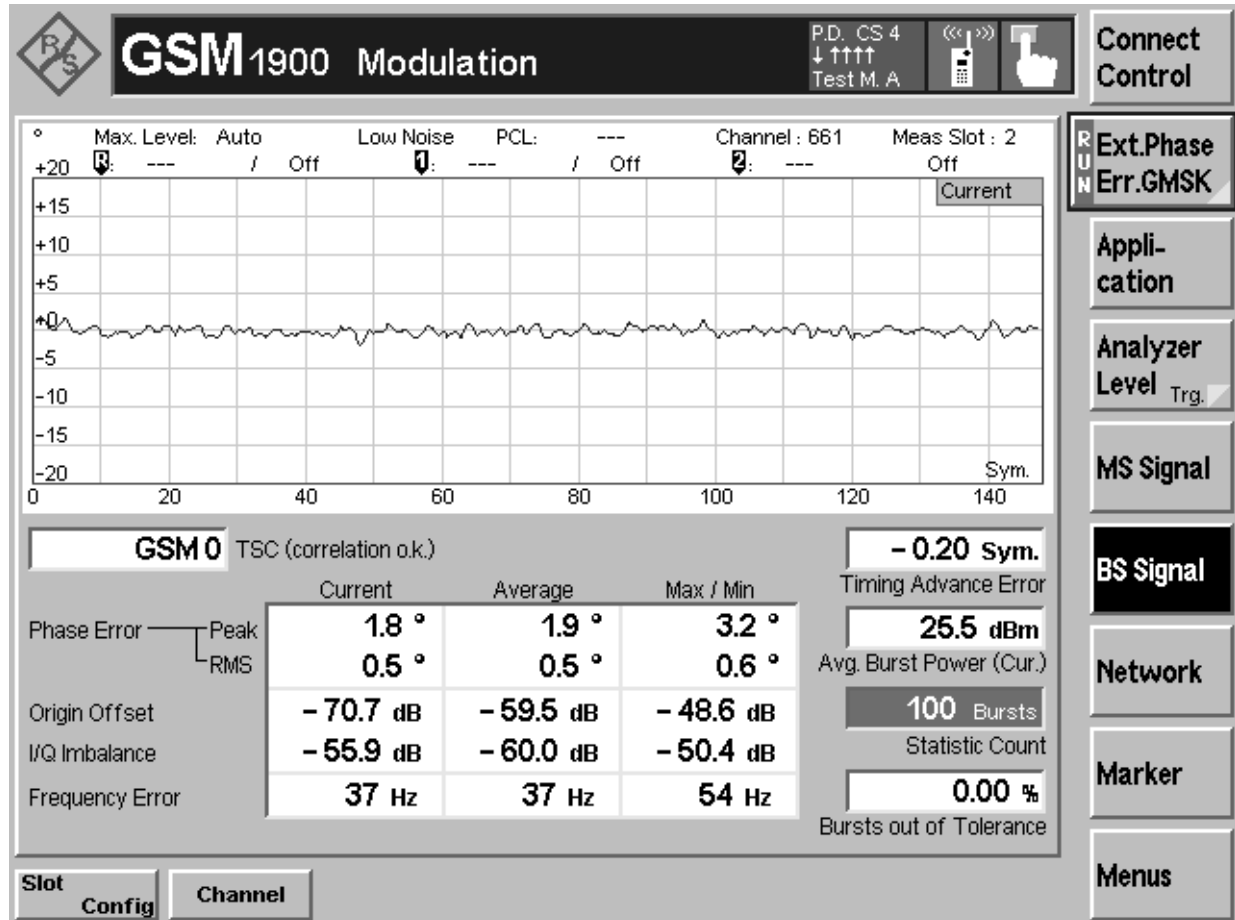 R/S
GSM 1900 Modulation
P.D. CS 4
↓ ↑↑↑↑
Test M. A
Connect Control
° Max. Level: Auto Low Noise PCL: --- Channel : 661 Meas Slot : 2
R: --- / Off 1: --- / Off 2: --- Off
Current
+20
+15
+10
+5
+0
-5
-10
-15
-20
Sym.
0 20 40 60 80 100 120 140
GSM 0 TSC (correlation o.k.)
Current Average Max / Min
Phase Error Peak 1.8 ° 1.9 ° 3.2 °
RMS 0.5 ° 0.5 ° 0.6 °
Origin Offset – 70.7 dB – 59.5 dB – 48.6 dB
I/Q Imbalance – 55.9 dB – 60.0 dB – 50.4 dB
Frequency Error 37 Hz 37 Hz 54 Hz
– 0.20 Sym.
Timing Advance Error
25.5 dBm
Avg. Burst Power (Cur.)
100 Bursts
Statistic Count
0.00 %
Bursts out of Tolerance
RUN
Ext.Phase
Err.GMSK
Appli-
cation
Analyzer
Level Trg.
MS Signal
BS Signal
Network
Marker
Menus
Slot
Config
Channel